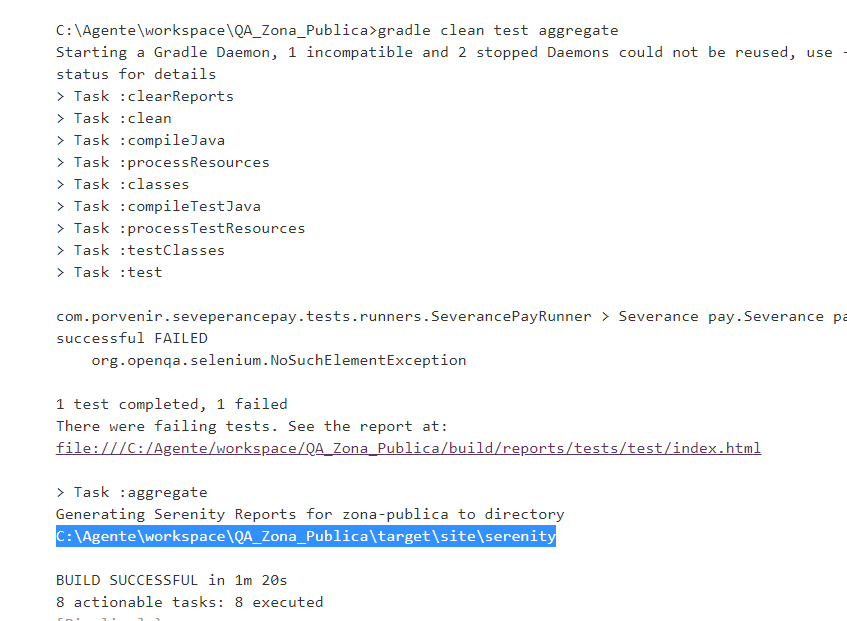 C:\Agente\workspace\QA_Zona_Publica>gradle clean test aggregate
Starting a Gradle Daemon, 1 incompatible and 2 stopped Daemons could not be reused, use -
status for details
> Task :clearReports
> Task :clean
> Task :compileJava
> Task :processResources
> Task :classes
> Task :compileTestJava
> Task :processTestResources
> Task :testClasses
> Task :test
com.porvenir.seveperancepay.tests.runners.SeverancePayRunner > Severance pay.Severance pa
successful FAILED
org.openqa.selenium.NoSuchElementException
1 test completed, 1 failed
There were failing tests. See the report at:
file:///C:/Agente/workspace/QA_Zona_Publica/build/reports/tests/test/index.html
> Task :aggregate
Generating Serenity Reports for zona-publica to directory
C:\Agente\workspace\QA_Zona_Publica\target\site\serenity
BUILD SUCCESSFUL in 1m 20s
8 actionable tasks: 8 executed